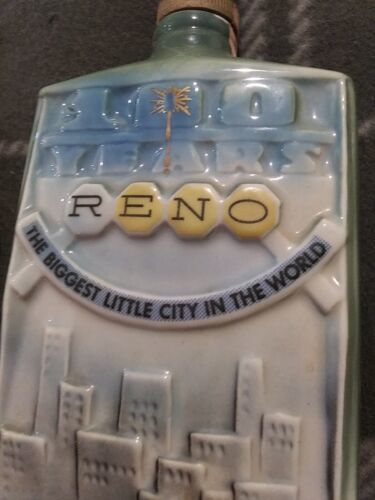 100
YEARS
RENO
THE BIGGEST LITTLE CITY IN THE WORLD